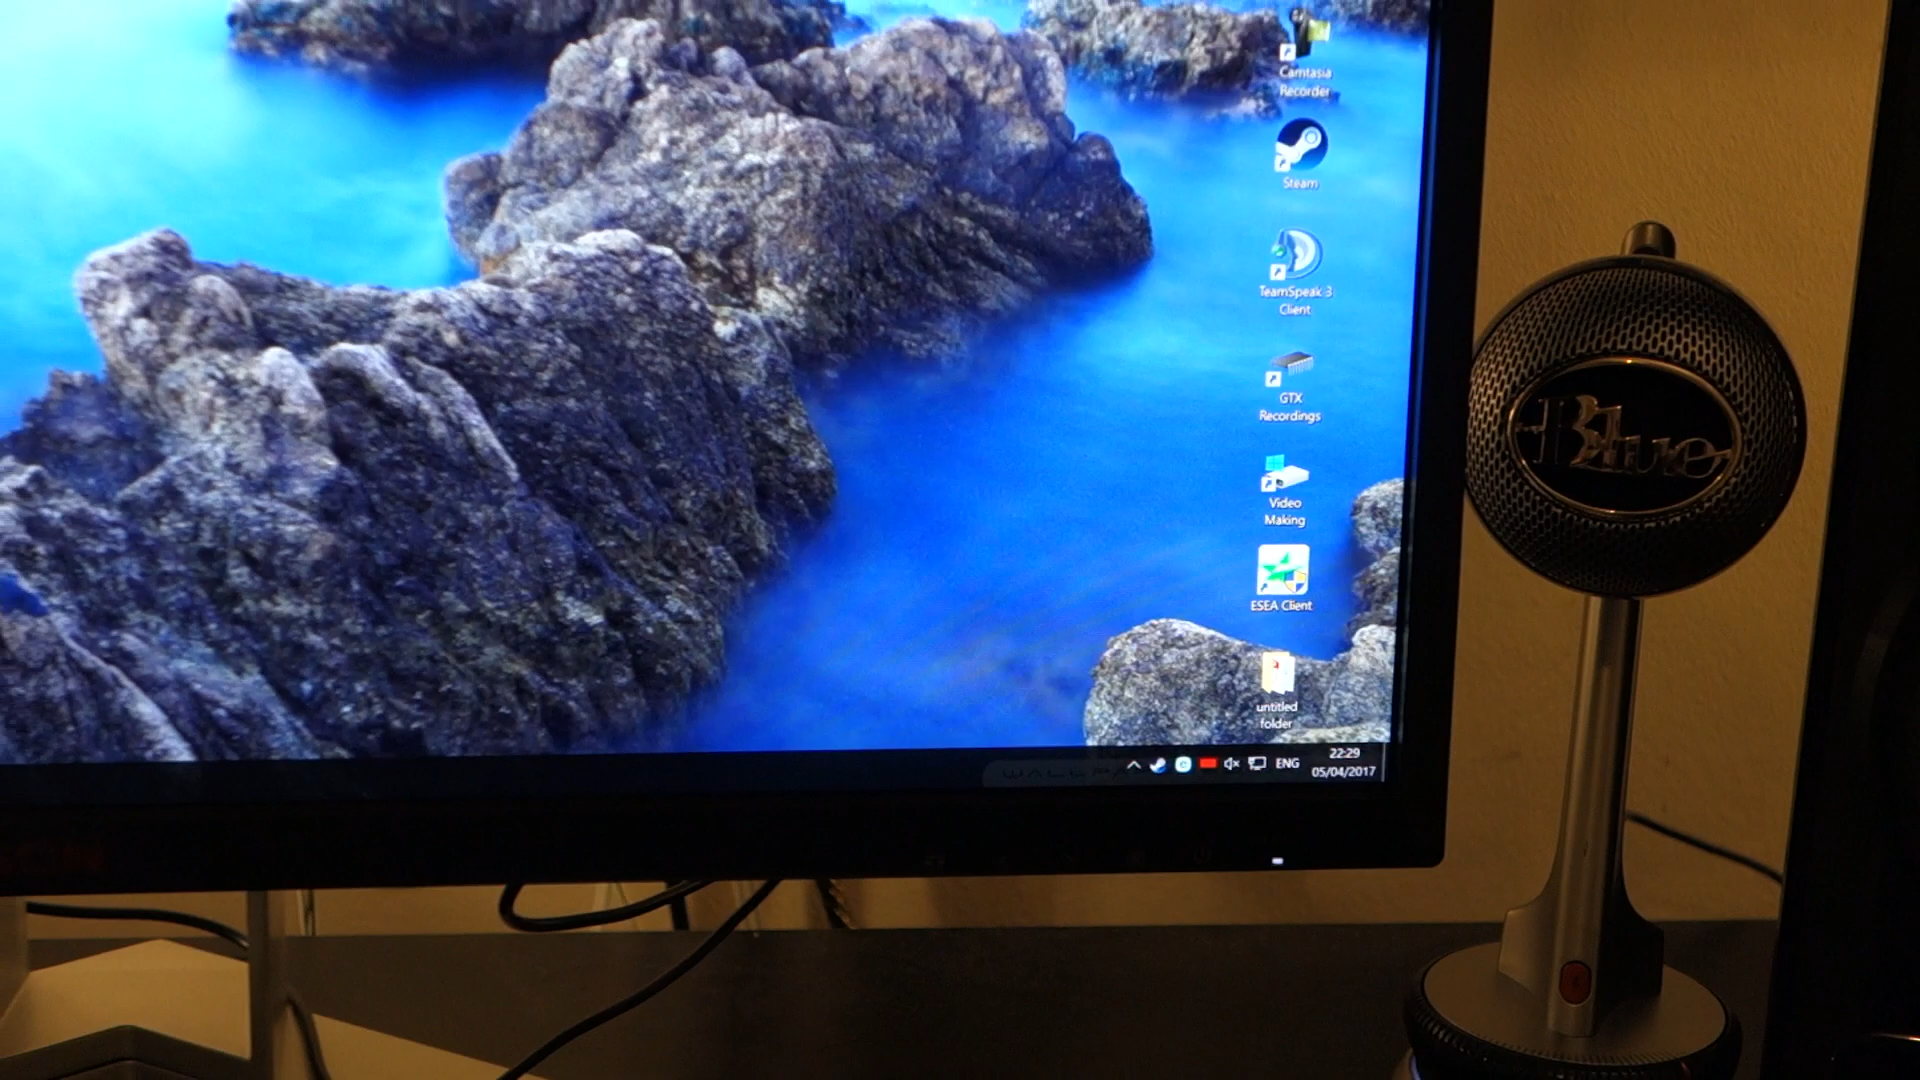 Camtasia
Recorder
Steam
TeamSpeak 3
Client
GTX
Recordings
Video
Making
ESEA Client
untitled
folder
ENG
22:29
05/04/2017
Blue